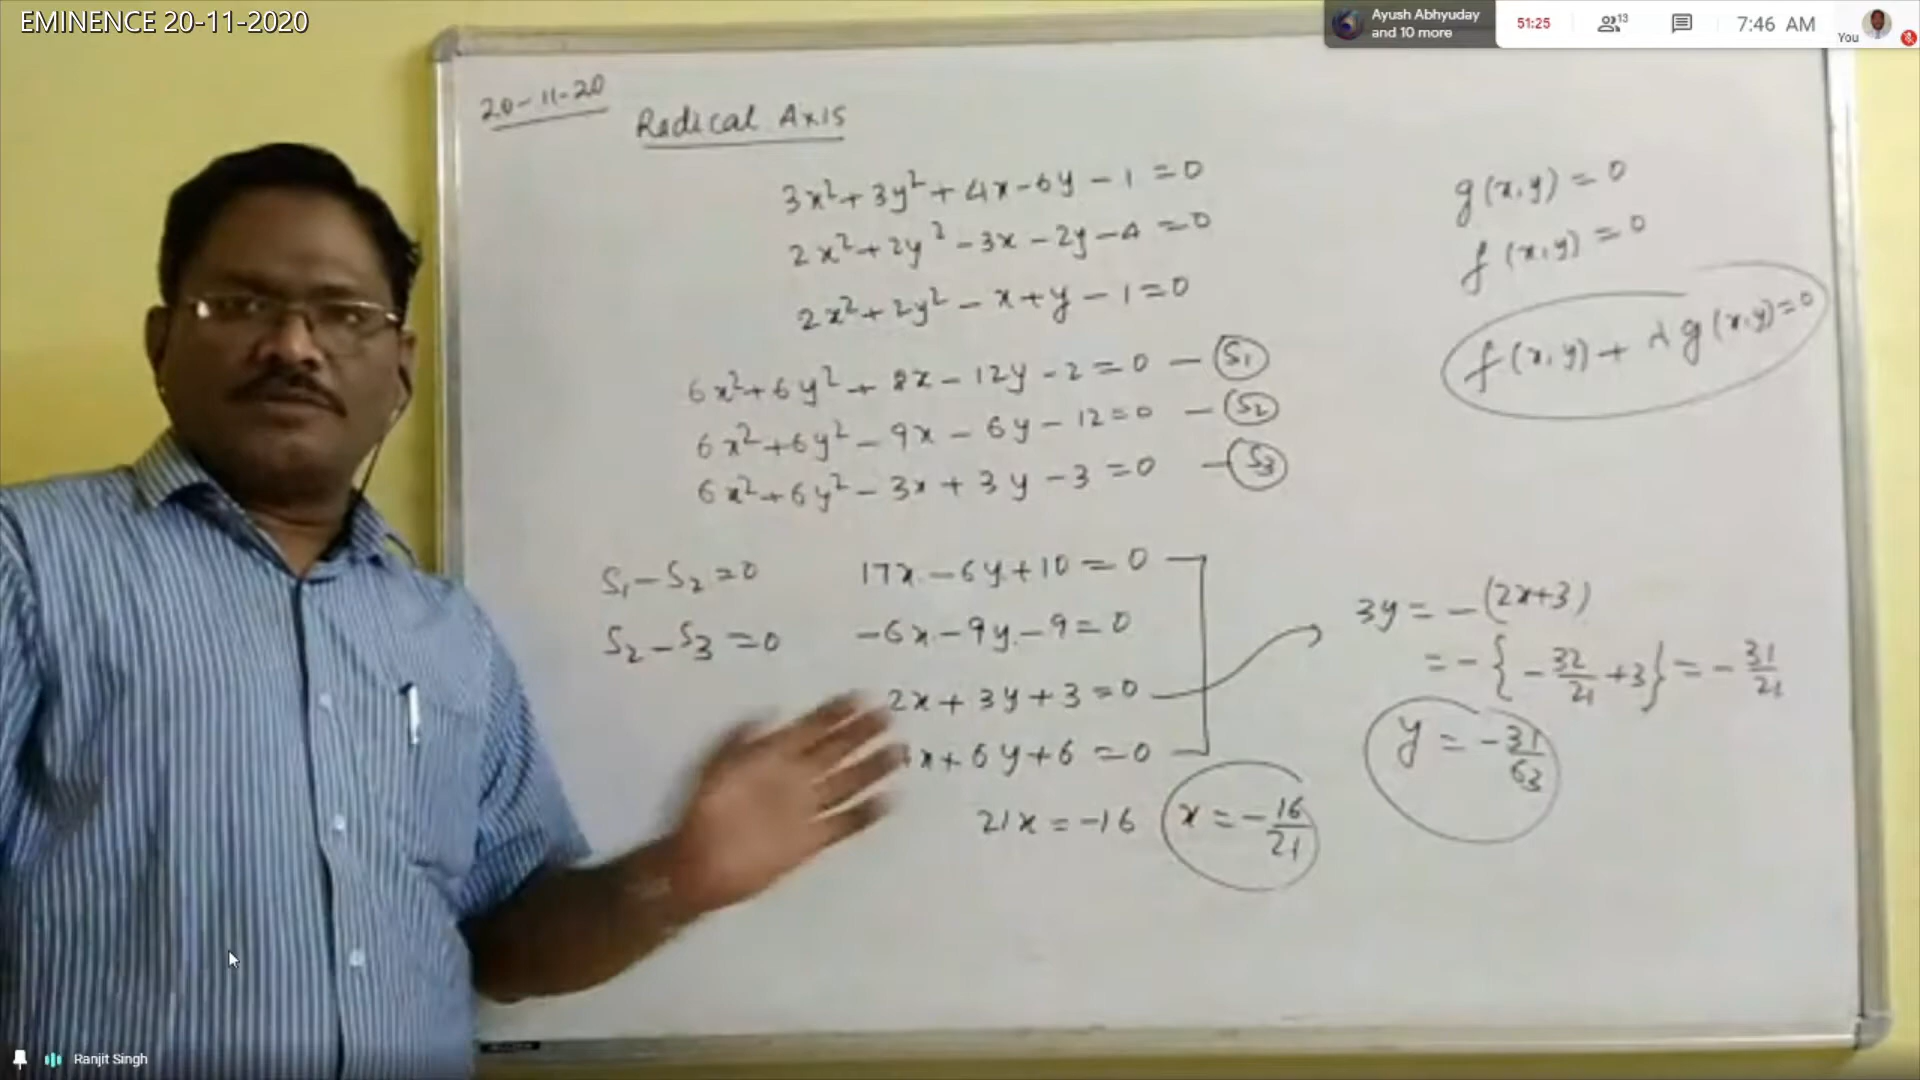 EMINENCE 20-11-2020
Ayush Abhyuday
and 10 more
51:25
13
7:46 AM
You
20-11-20
Radical Axis
3x²+3y²+4x-6y-1=0
2x²+2y²-3x-2y-4=0
2x²+2y²-x+y-1=0
6x²+6y²+8x-12y-2=0 — S₁
6x²+6y²-9x-6y-12=0 — S₂
6x²+6y²-3x+3y-3=0 — S₃
g(x,y)=0
f(x,y)=0
f(x,y)+λg(x,y)=0
S₁-S₂=0 17x-6y+10=0
S₂-S₃=0 -6x-9y-9=0
2x+3y+3=0
x+6y+6=0
21x=-16 x=-16/21
3y=-(2x+3)
=-{-32/21+3}=-31/21
y=-31/63
Ranjit Singh